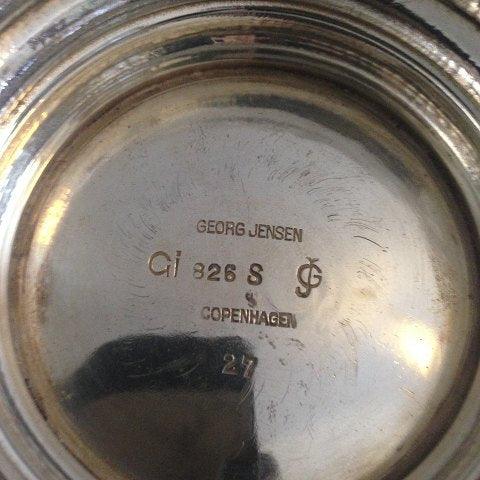 GEORG JENSEN
GI 826 S GJ
S
COPENHAGEN
27